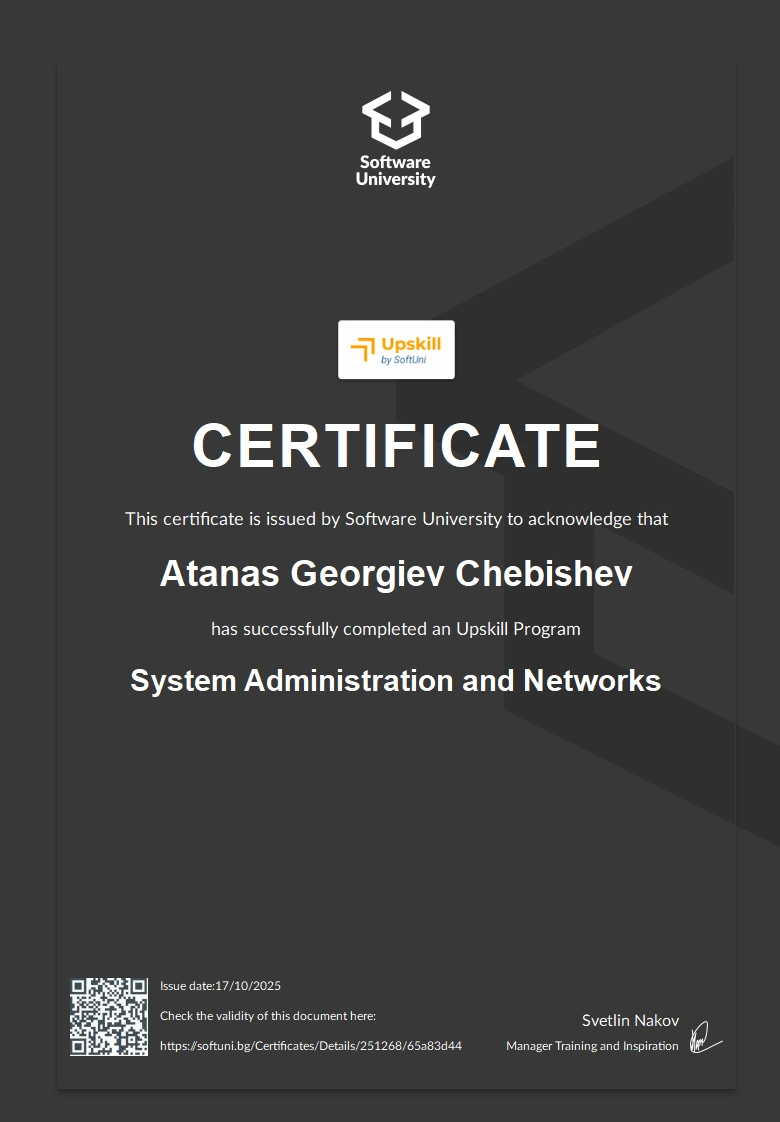 Software
University
Upskill
by SoftUni
CERTIFICATE
This certificate is issued by Software University to acknowledge that
Atanas Georgiev Chebishev
has successfully completed an Upskill Program
System Administration and Networks
Issue date:17/10/2025
Check the validity of this document here:
https://softuni.bg/Certificates/Details/251268/65a83d44
Svetlin Nakov
Manager Training and Inspiration